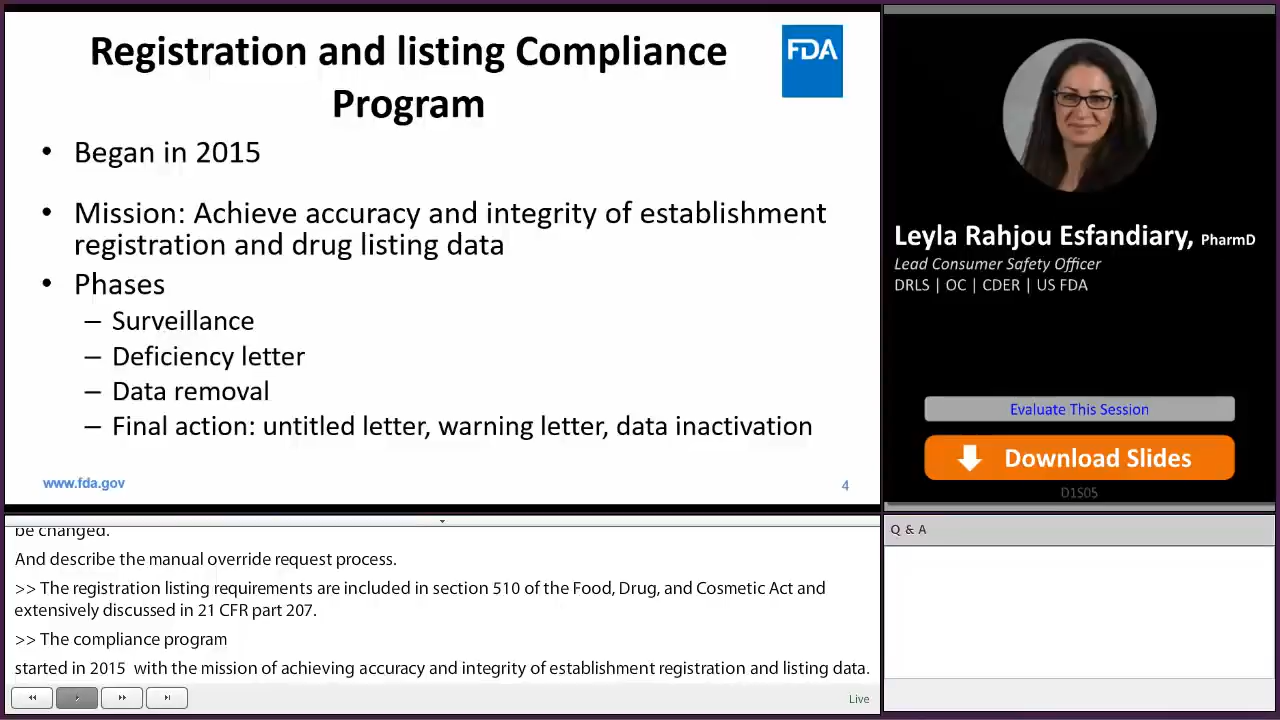 Registration and listing Compliance
Program
FDA
• Began in 2015
• Mission: Achieve accuracy and integrity of establishment
registration and drug listing data
• Phases
– Surveillance
– Deficiency letter
– Data removal
– Final action: untitled letter, warning letter, data inactivation
www.fda.gov
4
Leyla Rahjou Esfandiary, PharmD
Lead Consumer Safety Officer
DRLS | OC | CDER | US FDA
Evaluate This Session
Download Slides
D1S05
be changed.
And describe the manual override request process.
>> The registration listing requirements are included in section 510 of the Food, Drug, and Cosmetic Act and
extensively discussed in 21 CFR part 207.
>> The compliance program
started in 2015 with the mission of achieving accuracy and integrity of establishment registration and listing data.
Live
Q & A